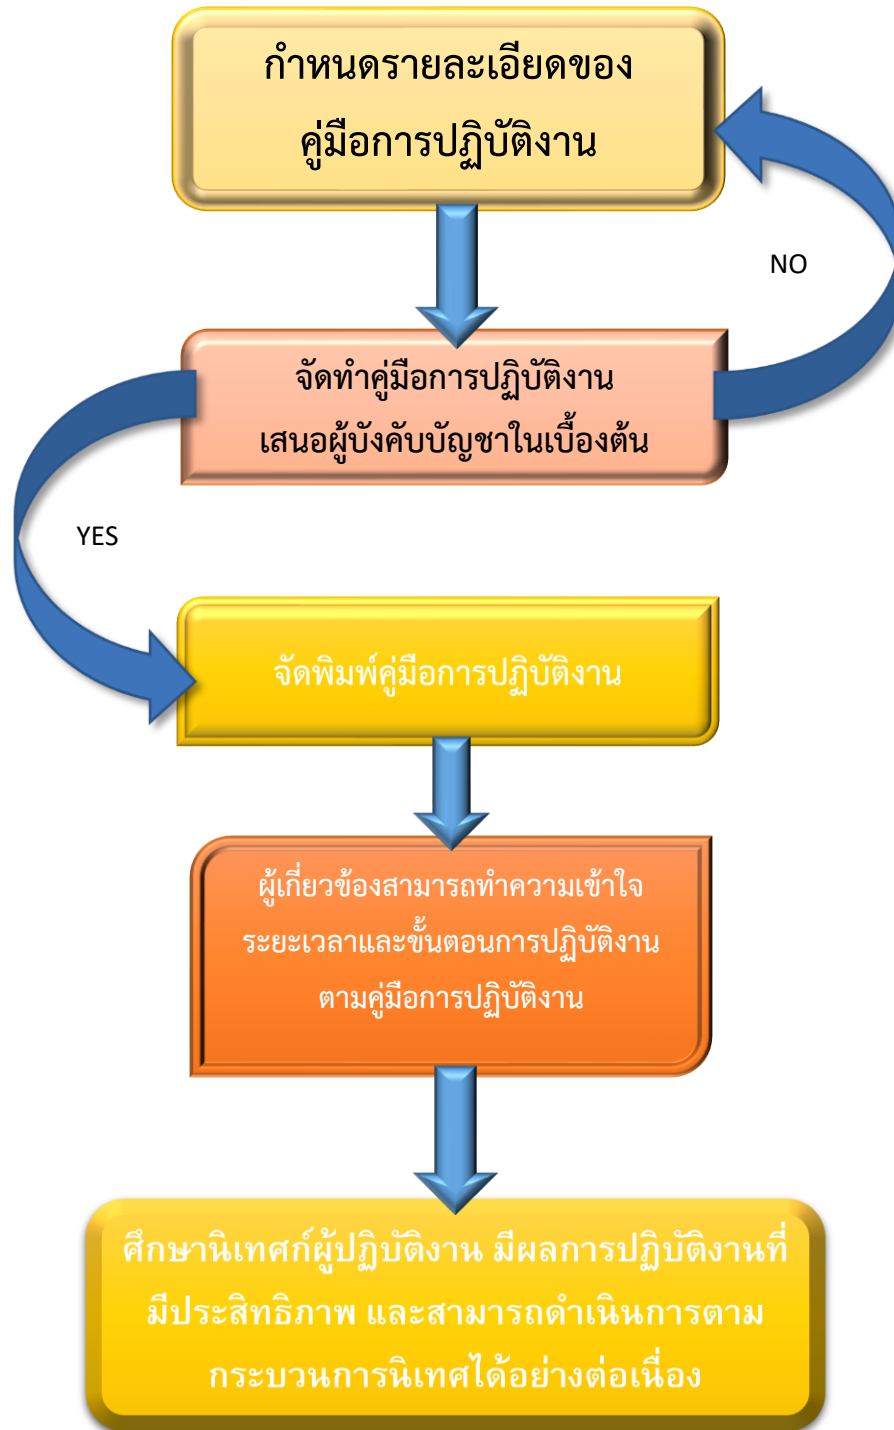 กำหนดรายละเอียดของ
คู่มือการปฏิบัติงาน
NO
จัดทำคู่มือการปฏิบัติงาน
เสนอผู้บังคับบัญชาในเบื้องต้น
YES
จัดพิมพ์คู่มือการปฏิบัติงาน
ผู้เกี่ยวข้องสามารถทำความเข้าใจ
ระยะเวลาและขั้นตอนการปฏิบัติงาน
ตามคู่มือการปฏิบัติงาน
ศึกษานิเทศก์ผู้ปฏิบัติงาน มีผลการปฏิบัติงานที่
มีประสิทธิภาพ และสามารถดำเนินการตาม
กระบวนการนิเทศได้อย่างต่อเนื่อง